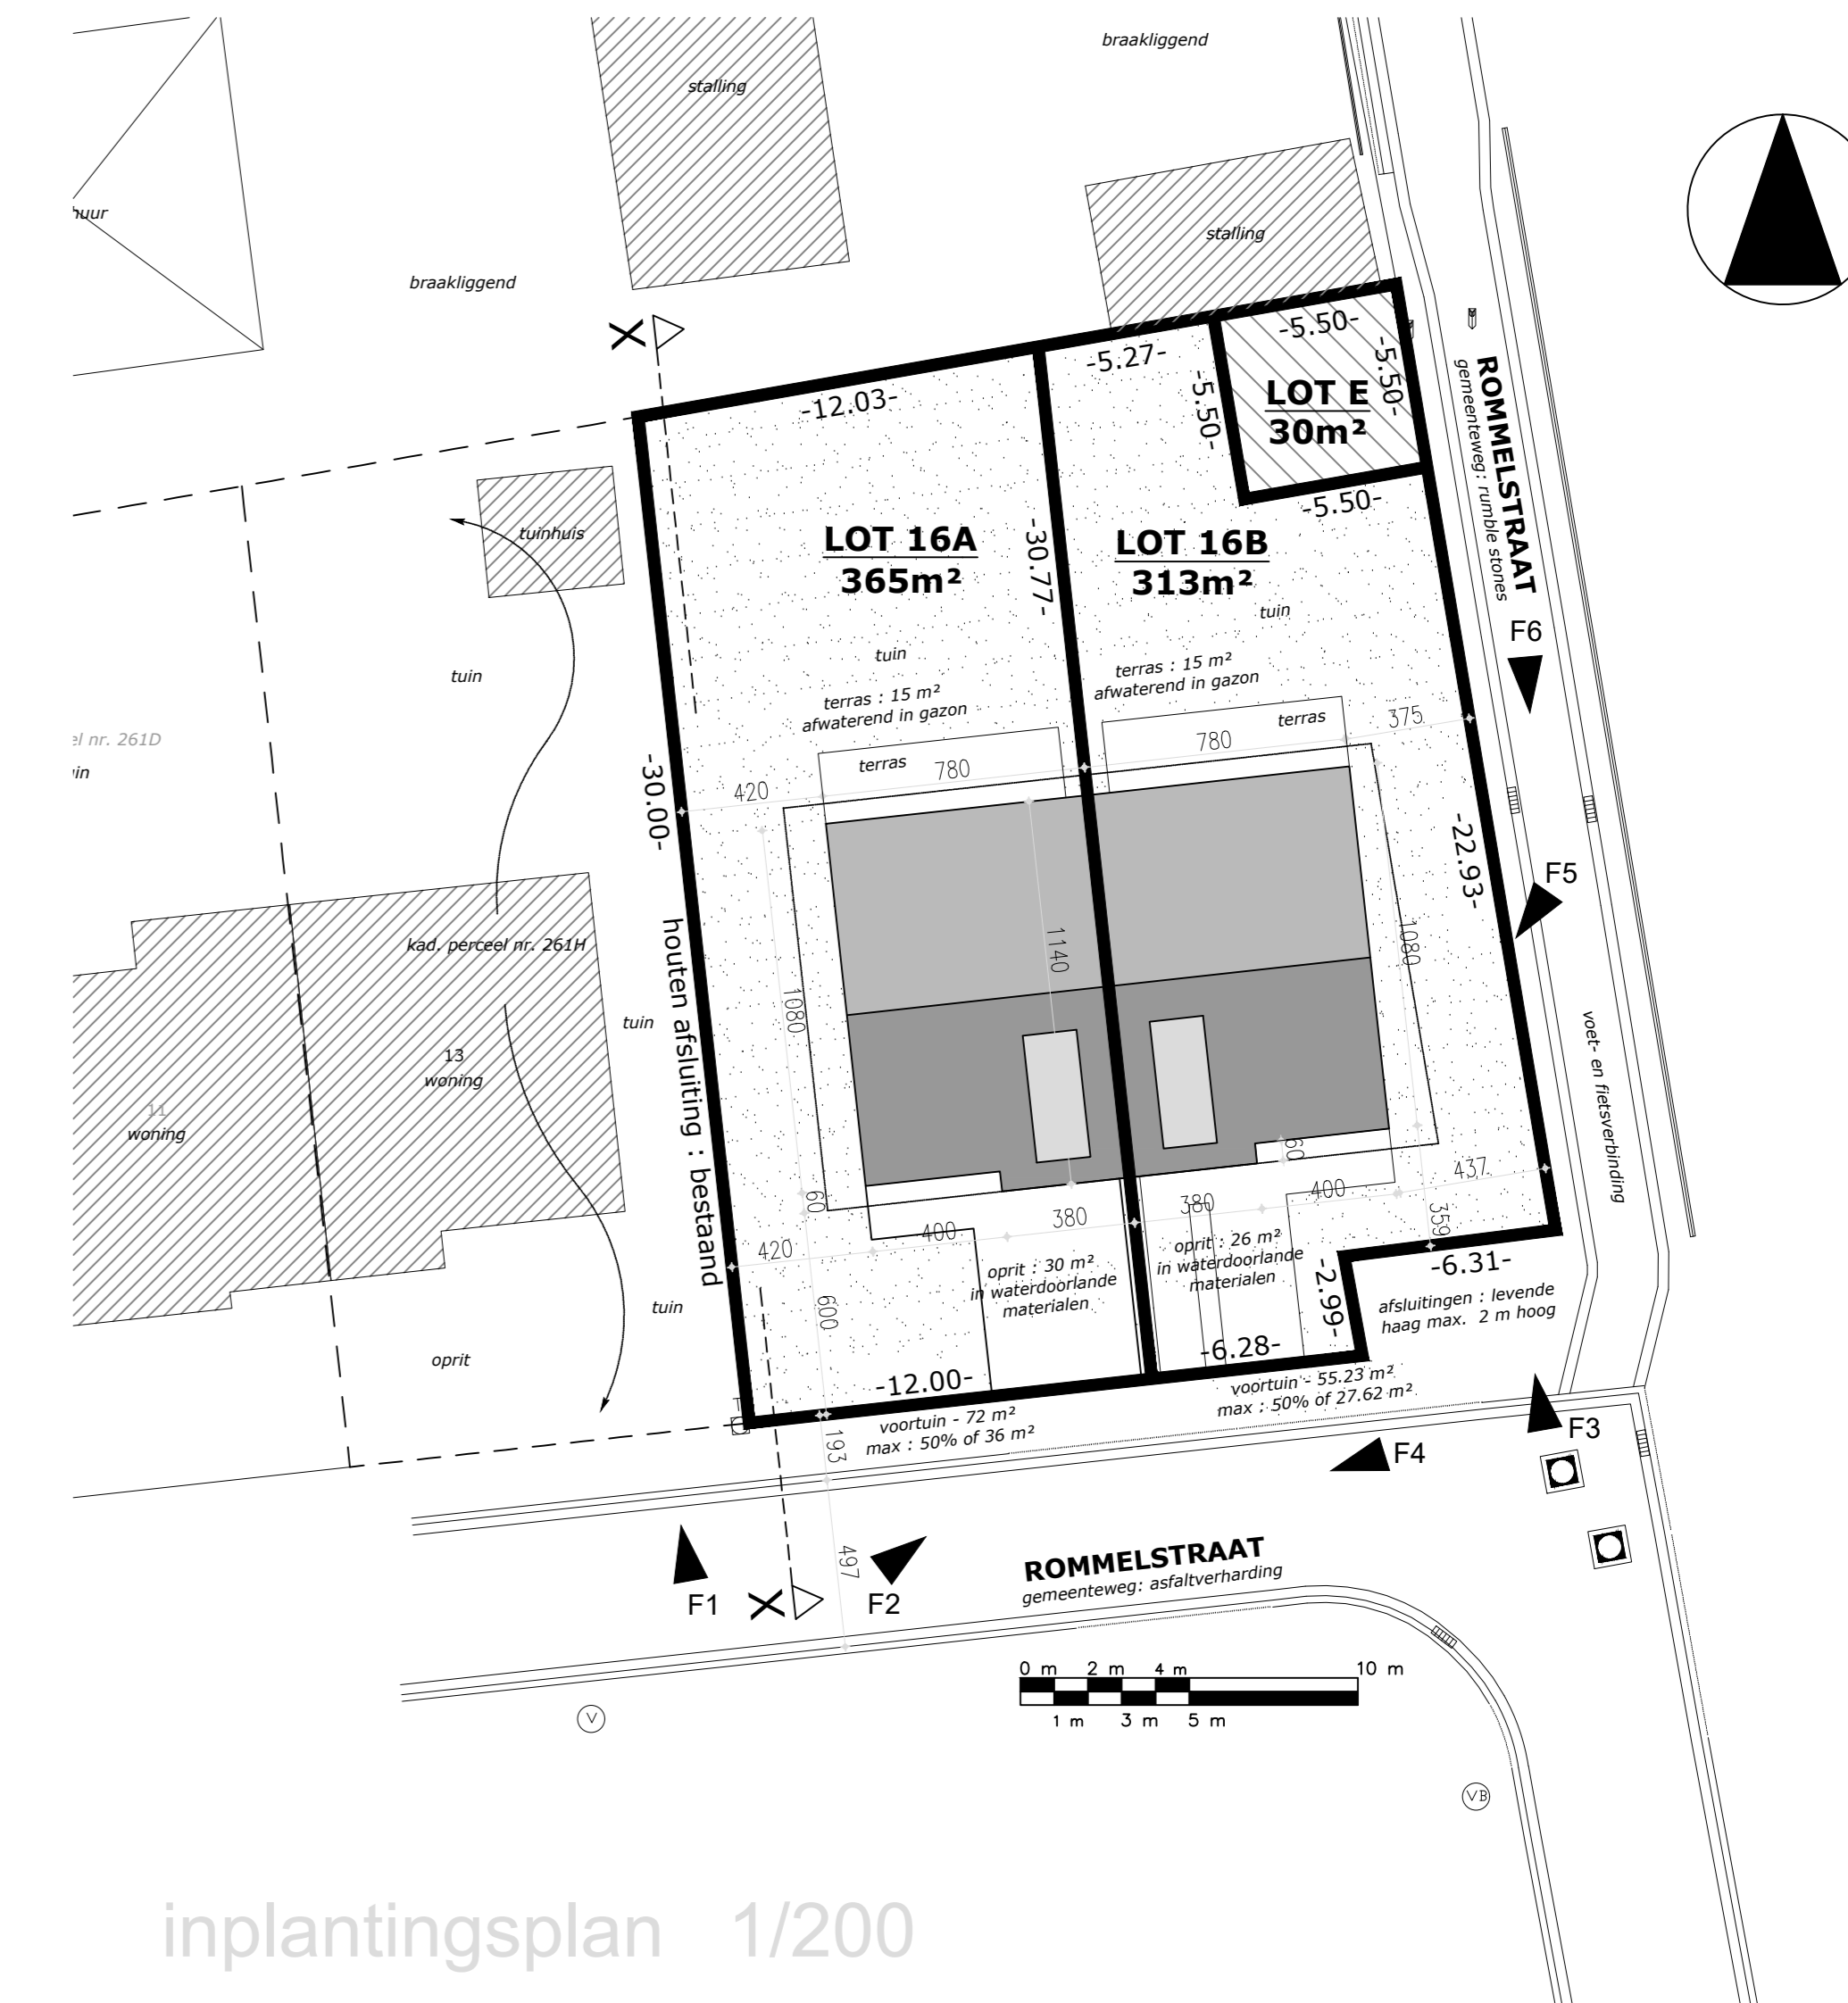 braakliggend
stalling
huur
stalling
braakliggend
X
-5.50-
-5.27-
-5.50-
-5.50-
-12.03-
LOT E
30m²
-5.50-
ROMMELSTRAAT
gemeenteweg: rumble stones
tuinhuis
LOT 16A
365m²
-30.77-
LOT 16B
313m²
tuin
F6
tuin
tuin
terras : 15 m²
afwaterend in gazon
terras : 15 m²
afwaterend in gazon
terras
375
el nr. 261D
terras
780
780
420
-30.00-
-22.93-
F5
kad. perceel nr. 261H
houten afsluiting : bestaand
1140
1080
1080
tuin
13
woning
11
woning
voet- en fietsverbinding
60
60
437
400
380
380
400
359
420
oprit : 30 m²
in waterdoorlande
materialen
oprit : 26 m²
in waterdoorlande
materialen
-2.99-
-6.31-
afsluitingen : levende
haag max. 2 m hoog
tuin
600
oprit
-12.00-
-6.28-
voortuin - 72 m²
max : 50% of 36 m²
voortuin - 55.23 m²
max : 50% of 27.62 m²
193
F3
F4
497
F1
X
F2
ROMMELSTRAAT
gemeenteweg: asfaltverharding
0 m 2 m 4 m 10 m
1 m 3 m 5 m
V
VB
inplantingsplan 1/200